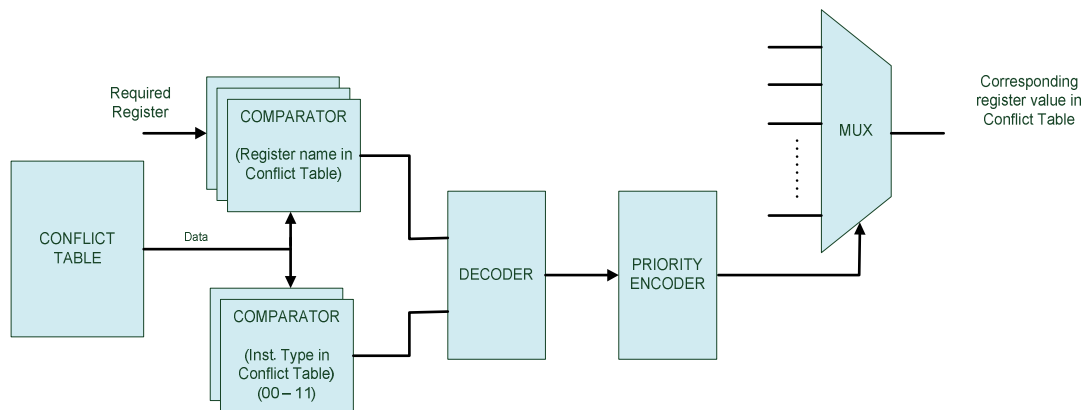 Required
Register
COMPARATOR
(Register name in
Conflict Table)
CONFLICT
TABLE
Data
COMPARATOR
(Inst. Type in
Conflict Table)
(00 – 11)
DECODER
PRIORITY
ENCODER
MUX
Corresponding
register value in
Conflict Table